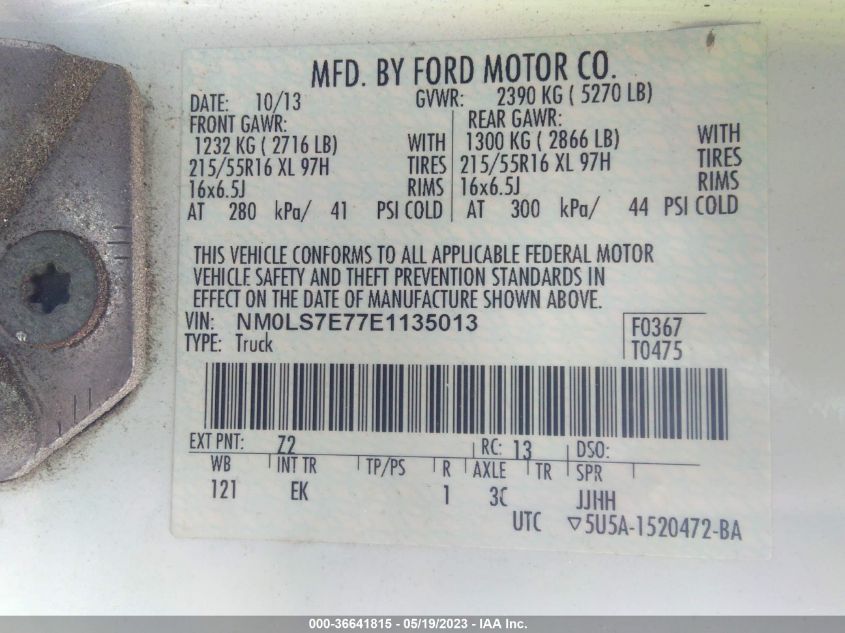 MFD. BY FORD MOTOR CO.
DATE: 10/13 GVWR: 2390 KG ( 5270 LB)
FRONT GAWR: REAR GAWR:
1232 KG ( 2716 LB) WITH 1300 KG ( 2866 LB) WITH
215/55R16 XL 97H TIRES 215/55R16 XL 97H TIRES
16x6.5J RIMS 16x6.5J RIMS
AT 280 kPa/ 41 PSI COLD AT 300 kPa/ 44 PSI COLD
THIS VEHICLE CONFORMS TO ALL APPLICABLE FEDERAL MOTOR
VEHICLE SAFETY AND THEFT PREVENTION STANDARDS IN
EFFECT ON THE DATE OF MANUFACTURE SHOWN ABOVE.
VIN: NM0LS7E77E1135013 F0367
TYPE: Truck T0475
EXT PNT: 72 RC: 13 DSO:
WB INT TR TP/PS R AXLE TR SPR
121 EK 1 3C JJHH
UTC ▽5U5A-1520472-BA
000-36641815 - 05/19/2023 - IAA Inc.